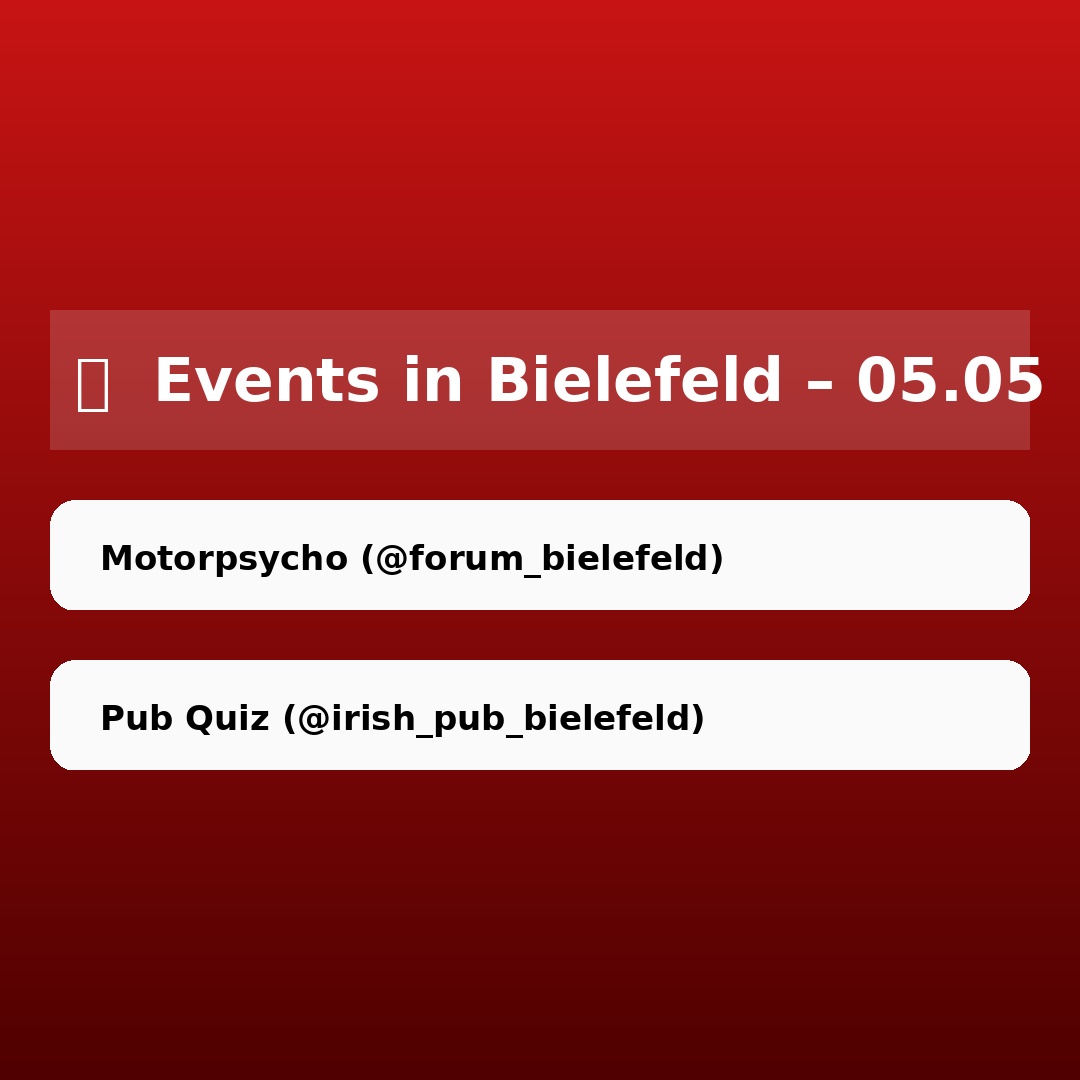 Events in Bielefeld – 05.05
Motorpsycho (@forum_bielefeld)
Pub Quiz (@irish_pub_bielefeld)